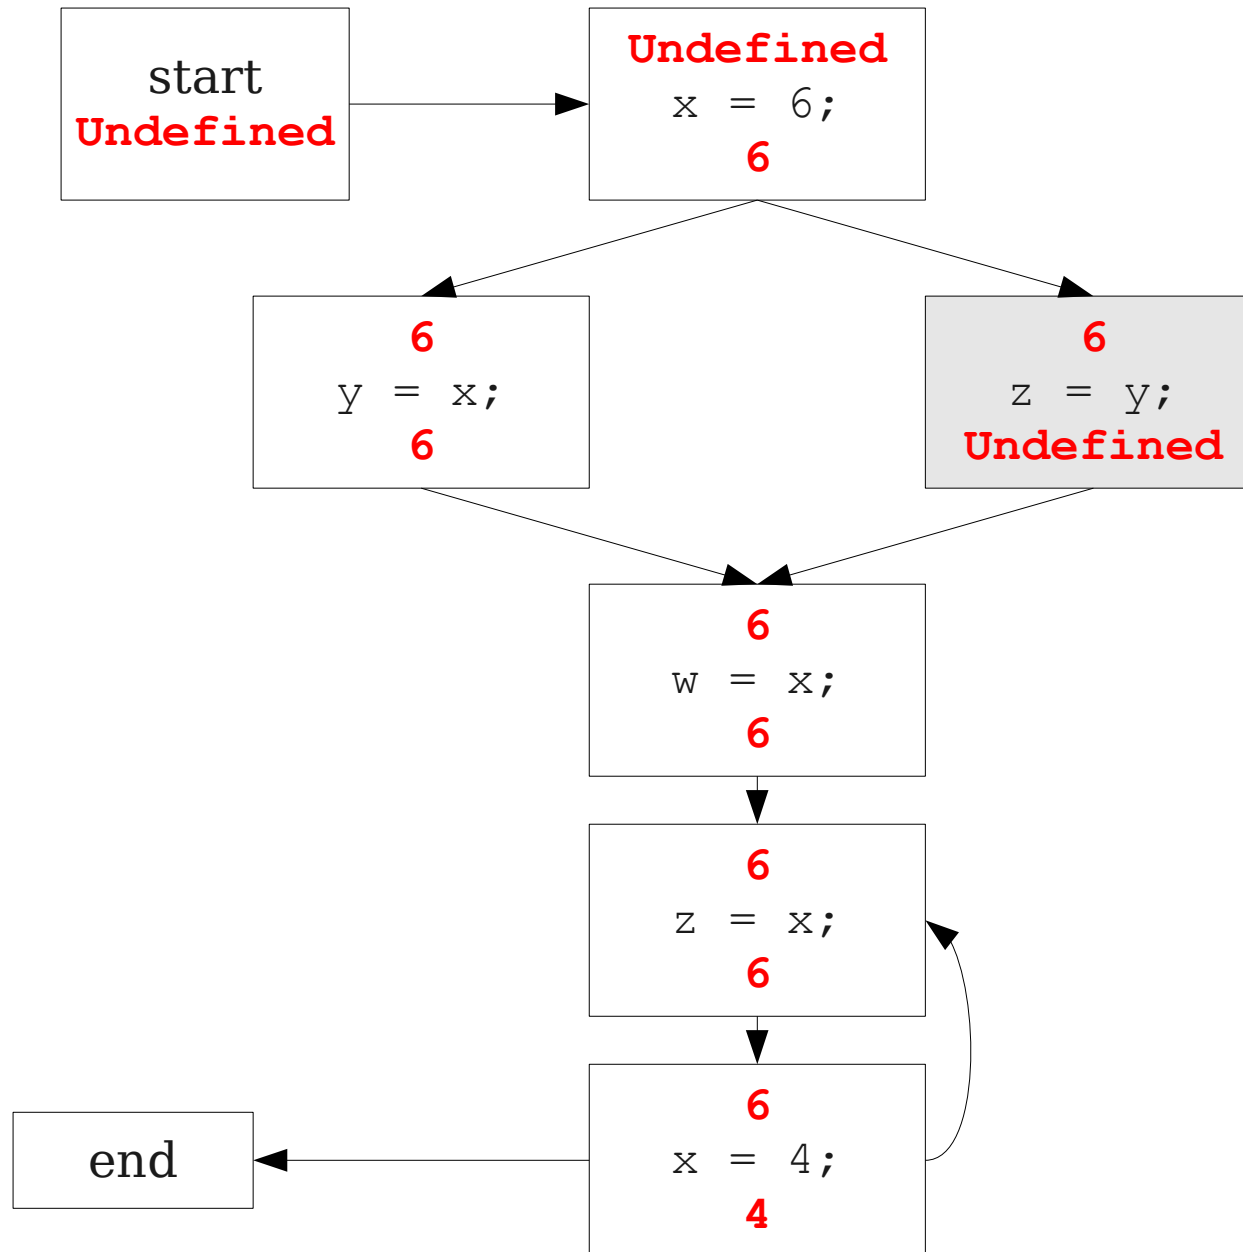 start
Undefined
Undefined
x = 6;
6
6
y = x;
6
6
z = y;
Undefined
6
w = x;
6
6
z = x;
6
6
x = 4;
4
end